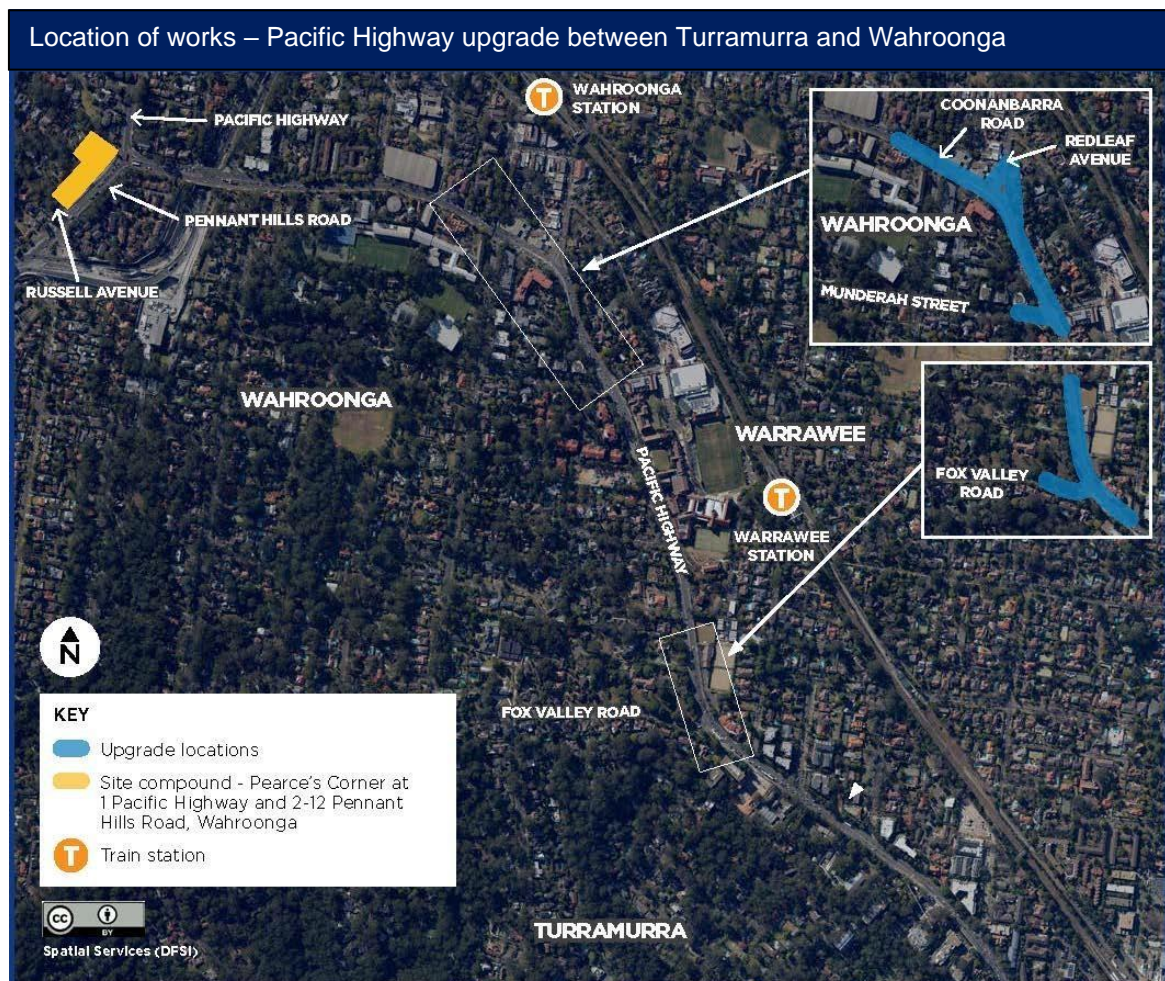 Location of works – Pacific Highway upgrade between Turramurra and Wahroonga
T
WAHROONGA
STATION
PACIFIC HIGHWAY
PENNANT HILLS ROAD
RUSSELL AVENUE
COONANBARRA
ROAD
REDLEAF
AVENUE
WAHROONGA
MUNDERAH STREET
WAHROONGA
WARRAWEE
PACIFIC HIGHWAY
T
WARRAWEE
STATION
FOX VALLEY
ROAD
FOX VALLEY ROAD
N
KEY
Upgrade locations
Site compound - Pearce's Corner at
1 Pacific Highway and 2-12 Pennant
Hills Road, Wahroonga
T Train station
cc
BY
Spatial Services (DFSI)
TURRAMURRA